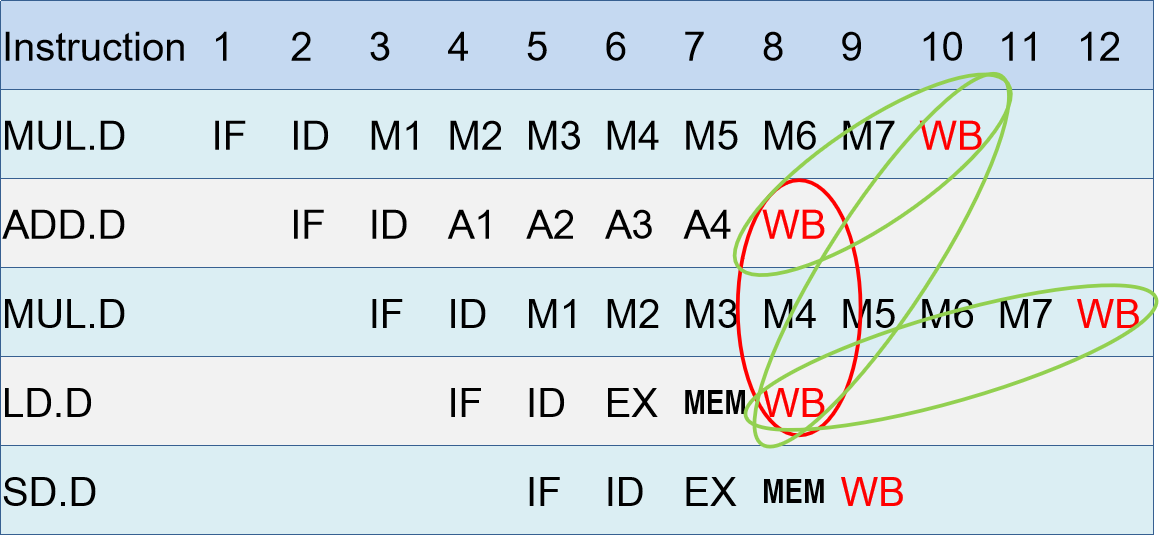 Instruction 1 2 3 4 5 6 7 8 9 10 11 12
MUL.D IF ID M1 M2 M3 M4 M5 M6 M7 WB
ADD.D IF ID A1 A2 A3 A4 WB
MUL.D IF ID M1 M2 M3 M4 M5 M6 M7 WB
LD.D IF ID EX MEM WB
SD.D IF ID EX MEM WB